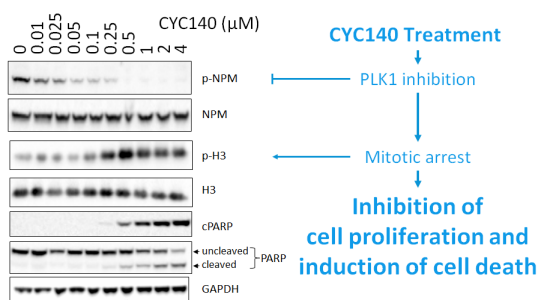 CYC140 (μM)
0 0.01 0.025 0.05 0.1 0.25 0.5 1 2 4
p-NPM
NPM
p-H3
H3
cPARP
uncleaved
cleaved
PARP
GAPDH
CYC140 Treatment
PLK1 inhibition
Mitotic arrest
Inhibition of
cell proliferation and
induction of cell death